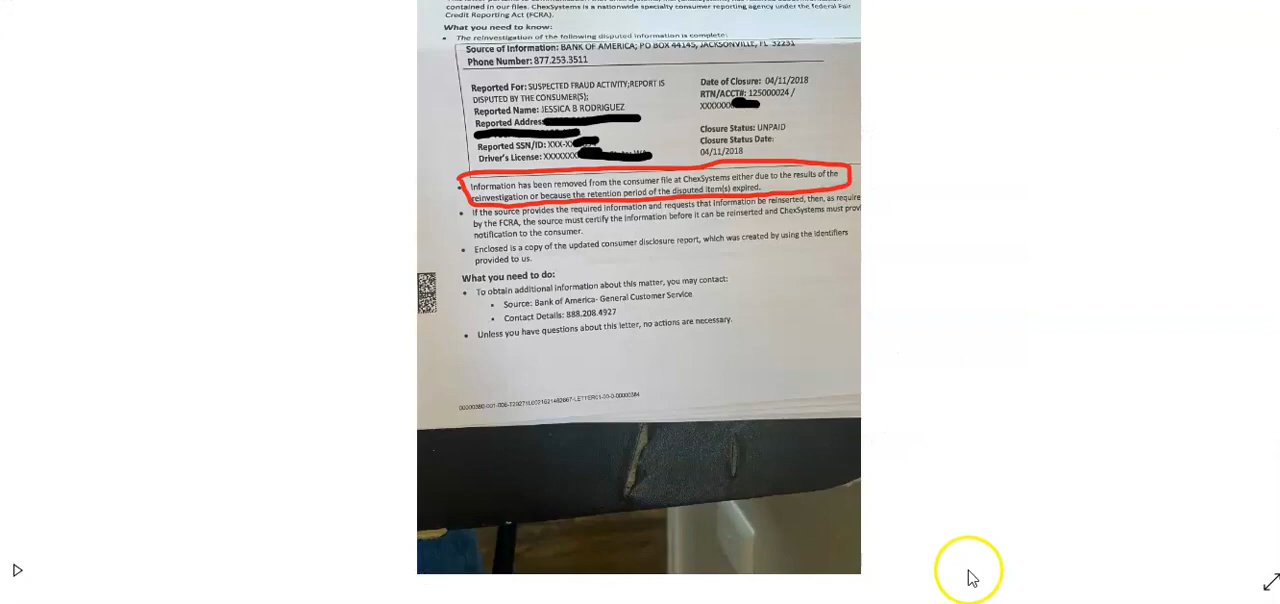 contained in our files. ChexSystems is a nationwide specialty consumer reporting agency under the Federal Fair
Credit Reporting Act (FCRA).
What you need to know:
• The reinvestigation of the following disputed information is complete:
Source of Information: BANK OF AMERICA; PO BOX 44145, JACKSONVILLE, FL 32231
Phone Number: 877.253.3511
Reported For: SUSPECTED FRAUD ACTIVITY;REPORT IS
DISPUTED BY THE CONSUMER(S);
Reported Name: JESSICA B RODRIGUEZ
Reported Address
Reported SSN/ID: XXX-XX
Driver's License: XXXXXXX
Date of Closure: 04/11/2018
RTN/ACCT#: 125000024 /
XXXXXXX
Closure Status: UNPAID
Closure Status Date:
04/11/2018
• Information has been removed from the consumer file at ChexSystems either due to the results of the
reinvestigation or because the retention period of the disputed item(s) expired.
• If the source provides the required information and requests that information be reinserted, then, as require
by the FCRA, the source must certify the information before it can be reinserted and ChexSystems must provi
notification to the consumer.
• Enclosed is a copy of the updated consumer disclosure report, which was created by using the identifiers
provided to us.
What you need to do:
• To obtain additional information about this matter, you may contact:
• Source: Bank of America- General Customer Service
• Contact Details: 888.208.4927
• Unless you have questions about this letter, no actions are necessary.